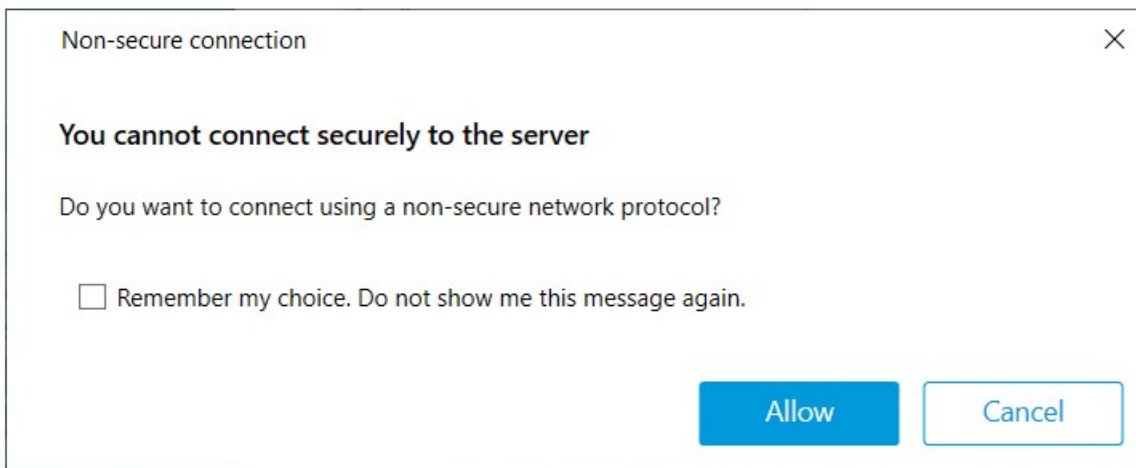 Non-secure connection
You cannot connect securely to the server
Do you want to connect using a non-secure network protocol?
Remember my choice. Do not show me this message again.
Allow
Cancel